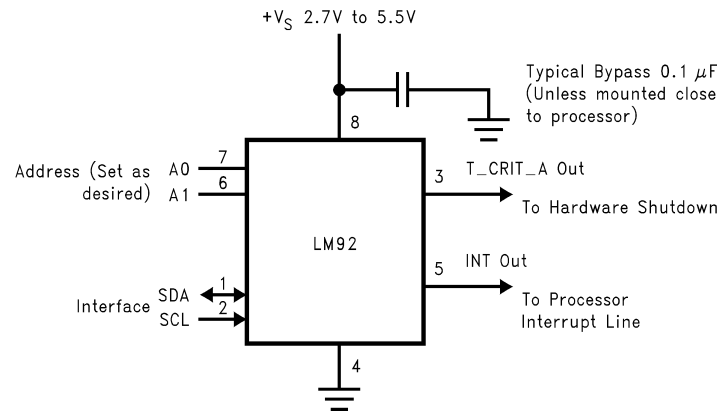 +VS 2.7V to 5.5V
Typical Bypass 0.1 μF
(Unless mounted close
to processor)
8
Address (Set as
desired)
A0
7
A1
6
3
T_CRIT_A Out
To Hardware Shutdown
LM92
5
INT Out
To Processor
Interrupt Line
Interface
SDA
1
SCL
2
4